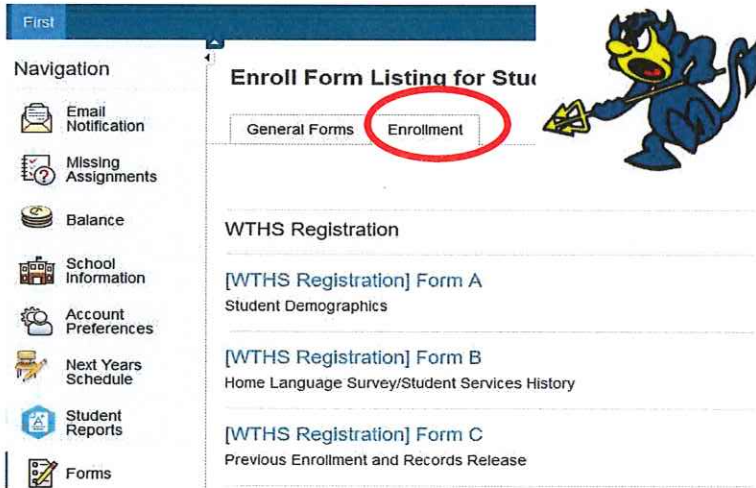 First
Navigation
Email
Notification
Missing
Assignments
Balance
School
Information
Account
Preferences
Next Years
Schedule
Student
Reports
Forms
Enroll Form Listing for Stu
General Forms Enrollment
WTHS Registration
[WTHS Registration] Form A
Student Demographics
[WTHS Registration] Form B
Home Language Survey/Student Services History
[WTHS Registration] Form C
Previous Enrollment and Records Release